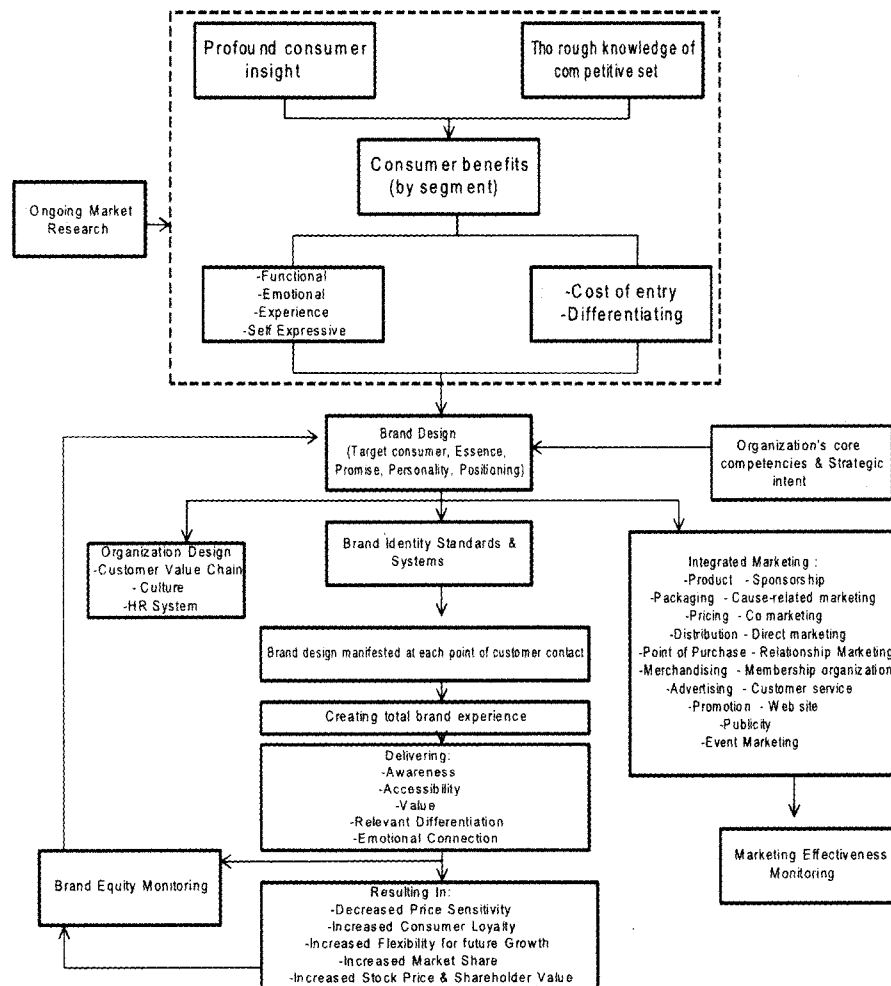 Profound consumer
insight
Tho rough knowledge of
competitive set
Consumer benefits
(by segment)
Ongoing Market
Research
-Functional
-Emotional
-Experience
-Self Expressive
-Cost of entry
-Differentiating
Brand Design
(Target consumer, Essence,
Promise, Personality, Positioning)
Organization's core
competencies & Strategic
intent
Organization Design
-Customer Value Chain
- Culture
-HR System
Brand Identity Standards &
Systems
Integrated Marketing :
-Product - Sponsorship
-Packaging - Cause-related marketing
-Pricing - Co marketing
-Distribution - Direct marketing
-Point of Purchase - Relationship Marketing
-Merchandising - Membership organization
-Advertising - Customer service
-Promotion - Web site
-Publicity
-Event Marketing
Brand design manifested at each point of customer contact
Creating total brand experience
Delivering:
-Awareness
-Accessibility
-Value
-Relevant Differentiation
-Emotional Connection
Brand Equity Monitoring
Marketing Effectiveness
Monitoring
Resulting In:
-Decreased Price Sensitivity
-Increased Consumer Loyalty
-Increased Flexibility for future Growth
-Increased Market Share
-Increased Stock Price & Shareholder Value